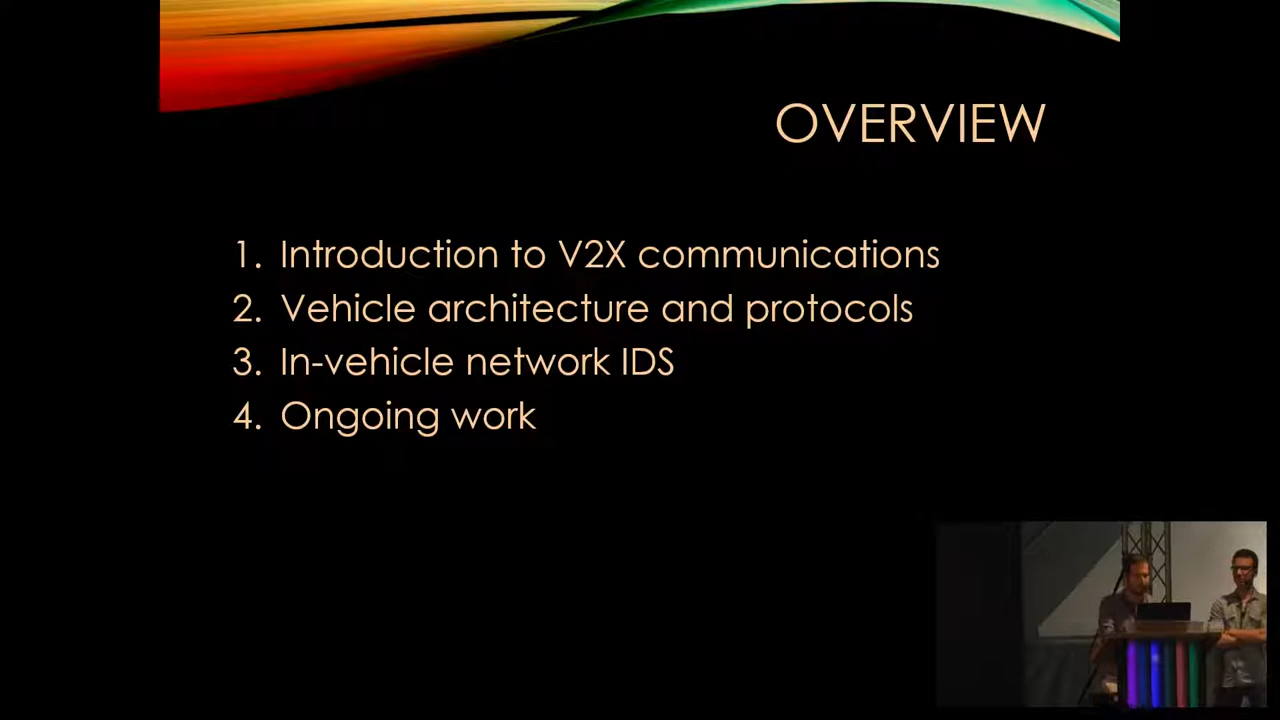 OVERVIEW
1. Introduction to V2X communications
2. Vehicle architecture and protocols
3. In-vehicle network IDS
4. Ongoing work